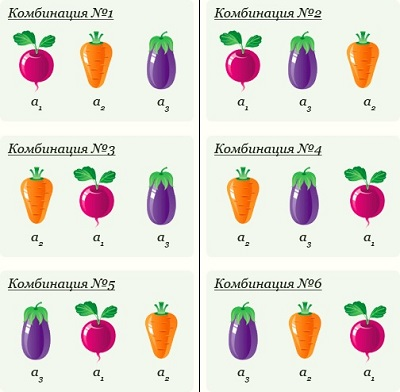 Комбинация №1
a1 a2 a3
Комбинация №2
a1 a3 a2
Комбинация №3
a2 a1 a3
Комбинация №4
a2 a3 a1
Комбинация №5
a3 a1 a2
Комбинация №6
a3 a2 a1